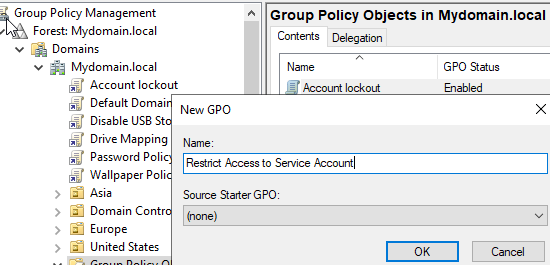 Group Policy Management
Forest: Mydomain.local
Domains
Mydomain.local
Account lockout
Default Domain
Disable USB Sto
Drive Mapping
Password Policy
Wallpaper Policy
Asia
Domain Contro
Europe
United States
Group Policy Ob
Group Policy Objects in Mydomain.local
Contents Delegation
Name GPO Status
Account lockout Enabled
New GPO
Name:
Restrict Access to Service Account
Source Starter GPO:
(none)
OK Cancel